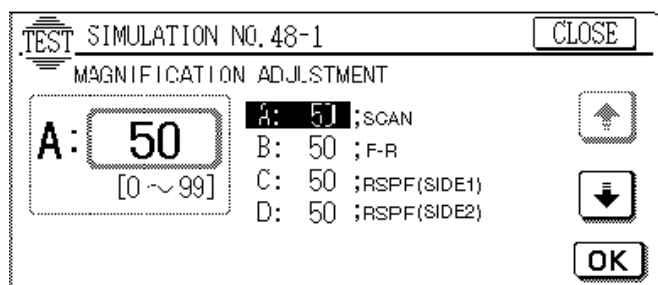 TEST SIMULATION NO. 48-1 CLOSE
MAGNIFICATION ADJUSTMENT
A: 50
[0 ～ 99]
A: 50 ;SCAN
B: 50 ;F-R
C: 50 ;RSPF(SIDE1)
D: 50 ;RSPF(SIDE2)
OK